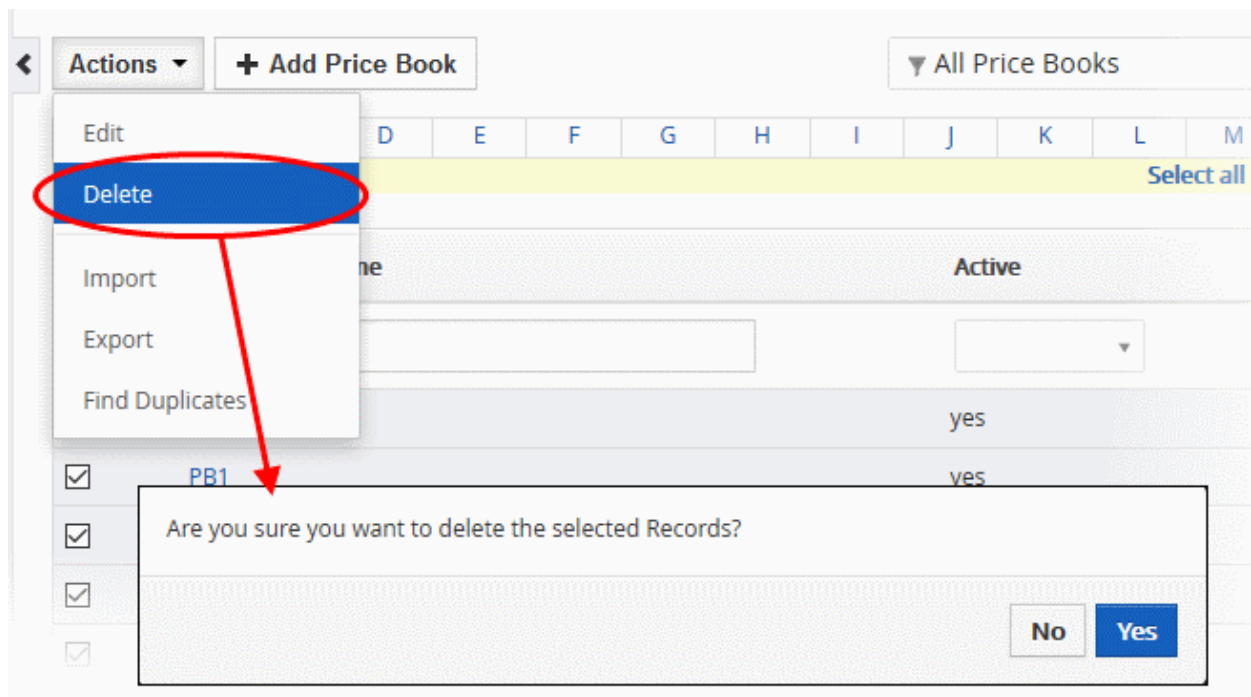 Actions + Add Price Book All Price Books
Edit D E F G H I J K L M
Delete Select all
Import ne Active
Export
Find Duplicates
yes
PB1 yes
Are you sure you want to delete the selected Records?
No Yes